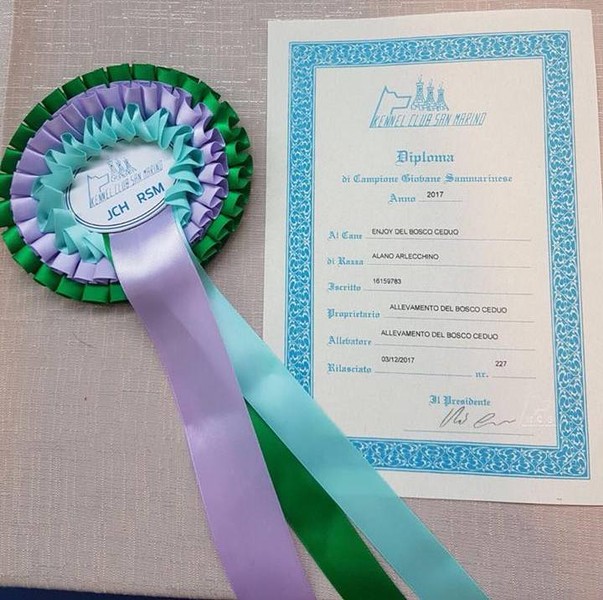 KENNEL CLUB SAN MARINO
JCH RSM
KENNEL CLUB SAN MARINO
Diploma
di Campione Giovane Sammarinese
Anno 2017
Al Cane ENJOY DEL BOSCO CEDUO
di Razza ALANO ARLECCHINO
Iscritto 16159783
Proprietario ALLEVAMENTO DEL BOSCO CEDUO
Allevatore ALLEVAMENTO DEL BOSCO CEDUO
Rilasciato 03/12/2017 nr. 227
Il Presidente